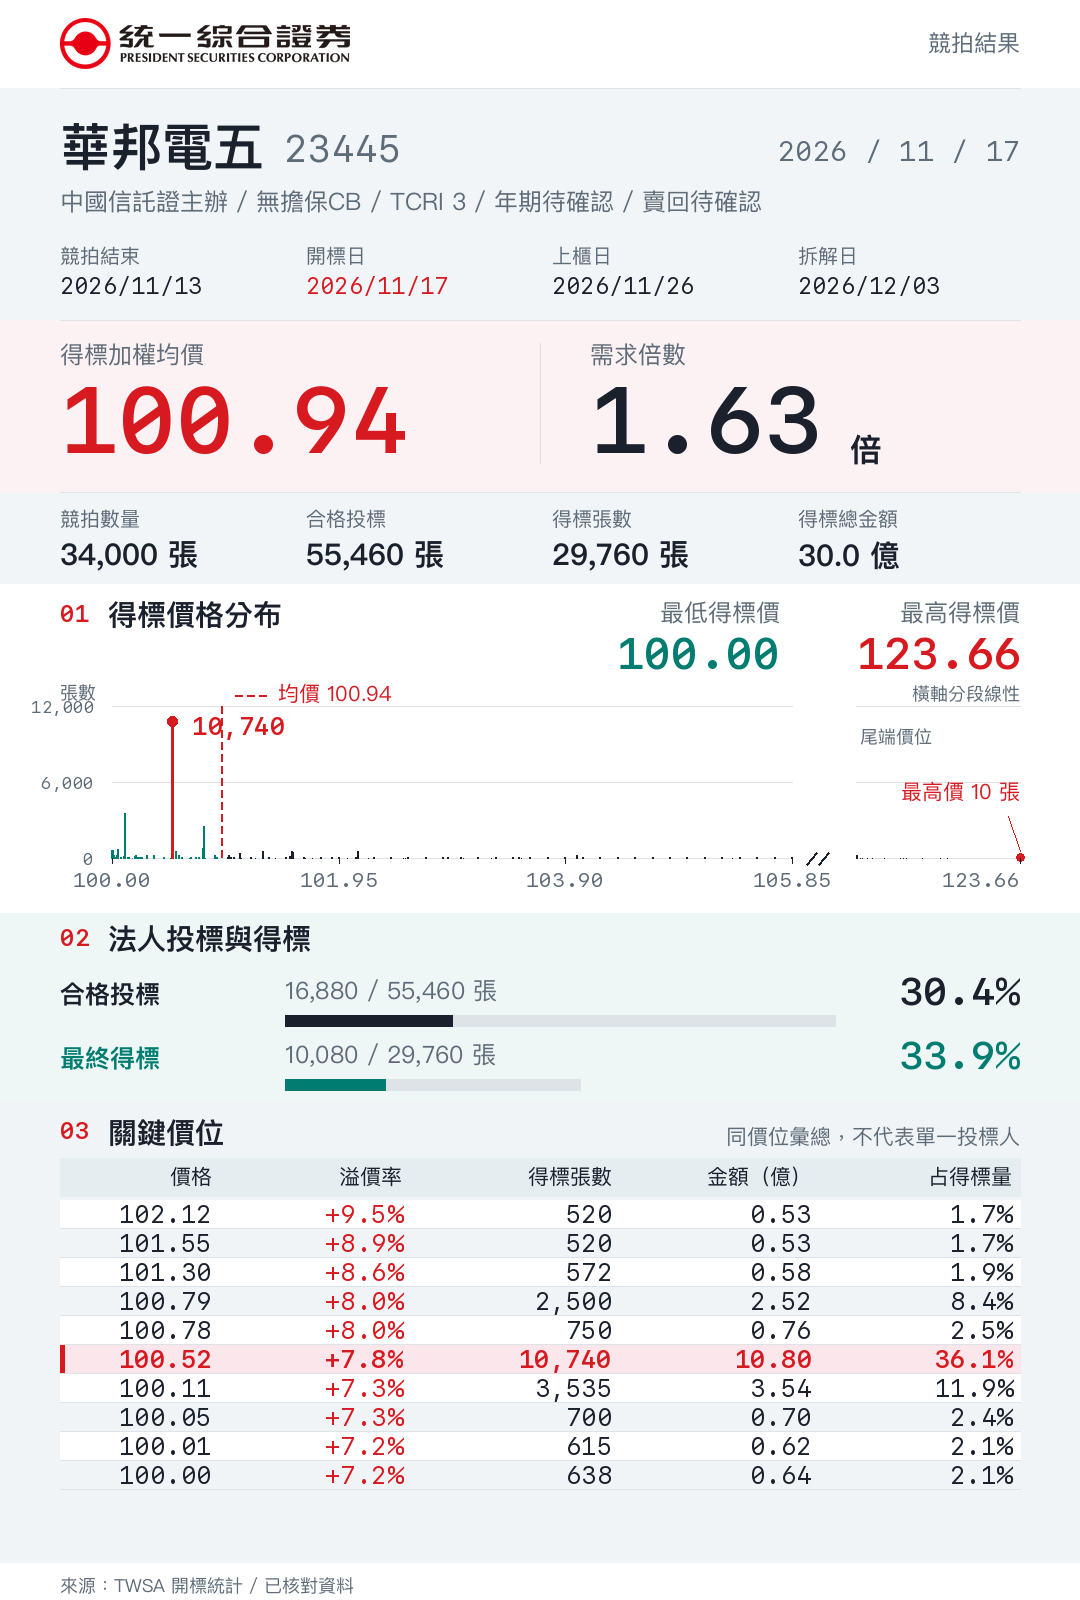 統一綜合證券
PRESIDENT SECURITIES CORPORATION
競拍結果
華邦電五 23445
2026 / 11 / 17
中國信託證主辦 / 無擔保CB / TCRI 3 / 年期待確認 / 賣回待確認
競拍結束 開標日 上櫃日 拆解日
2026/11/13 2026/11/17 2026/11/26 2026/12/03
得標加權均價 需求倍數
100.94 1.63 倍
競拍數量 合格投標 得標張數 得標總金額
34,000 張 55,460 張 29,760 張 30.0 億
01 得標價格分布
最低得標價 最高得標價
100.00 123.66
張數 均價 100.94 橫軸分段線性
12,000
10,740
尾端價位
6,000
最高價 10 張
0
100.00 101.95 103.90 105.85 123.66
02 法人投標與得標
合格投標 16,880 / 55,460 張 30.4%
最終得標 10,080 / 29,760 張 33.9%
03 關鍵價位 同價位彙總，不代表單一投標人
價格 溢價率 得標張數 金額（億） 占得標量
102.12 +9.5% 520 0.53 1.7%
101.55 +8.9% 520 0.53 1.7%
101.30 +8.6% 572 0.58 1.9%
100.79 +8.0% 2,500 2.52 8.4%
100.78 +8.0% 750 0.76 2.5%
100.52 +7.8% 10,740 10.80 36.1%
100.11 +7.3% 3,535 3.54 11.9%
100.05 +7.3% 700 0.70 2.4%
100.01 +7.2% 615 0.62 2.1%
100.00 +7.2% 638 0.64 2.1%
來源：TWSA 開標統計 / 已核對資料